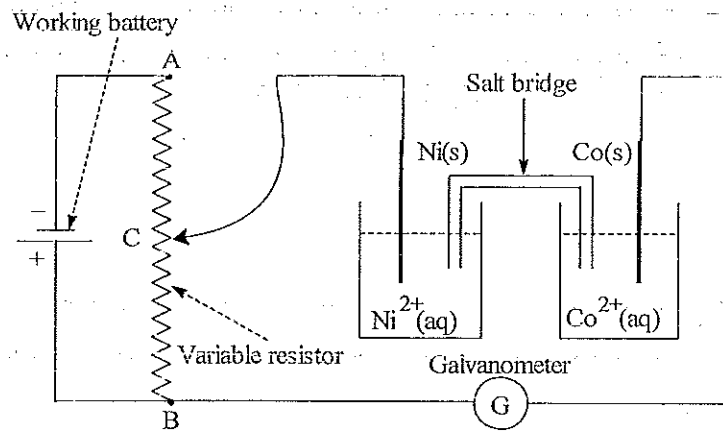 Working battery
A
Salt bridge
Ni(s)
Co(s)
−
C
+
Ni²⁺(aq)
Co²⁺(aq)
Variable resistor
Galvanometer
G
B